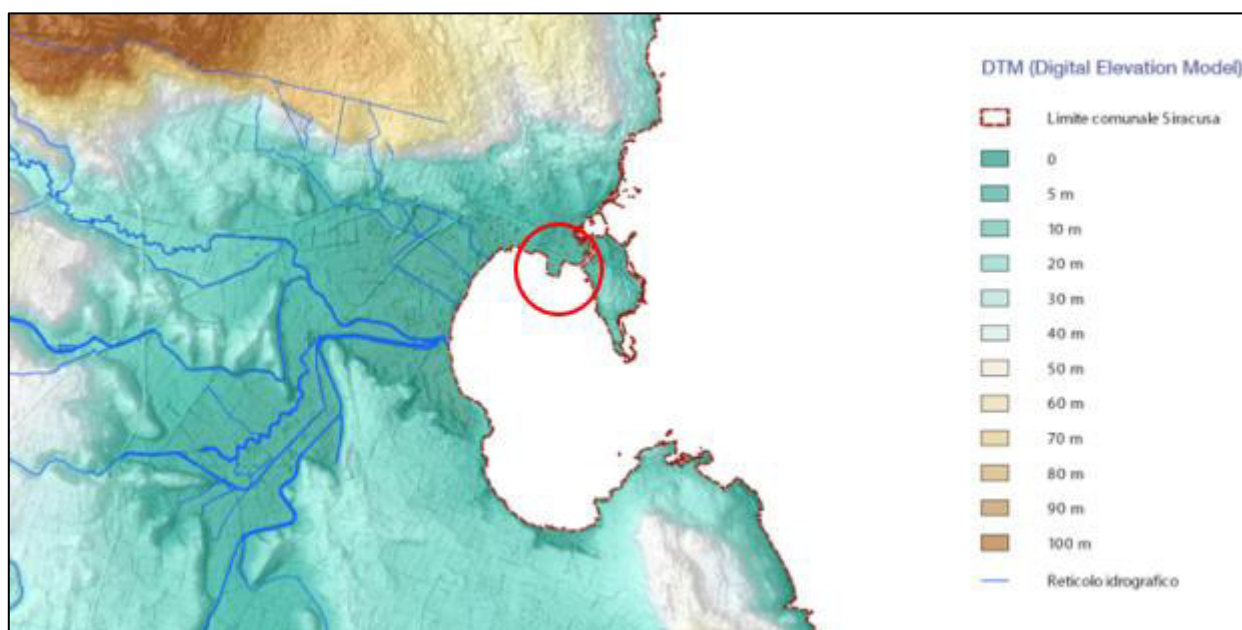 DTM (Digital Elevation Model)
Limite comunale Siracusa
0
5 m
10 m
20 m
30 m
40 m
50 m
60 m
70 m
80 m
90 m
100 m
Reticolo idrografico